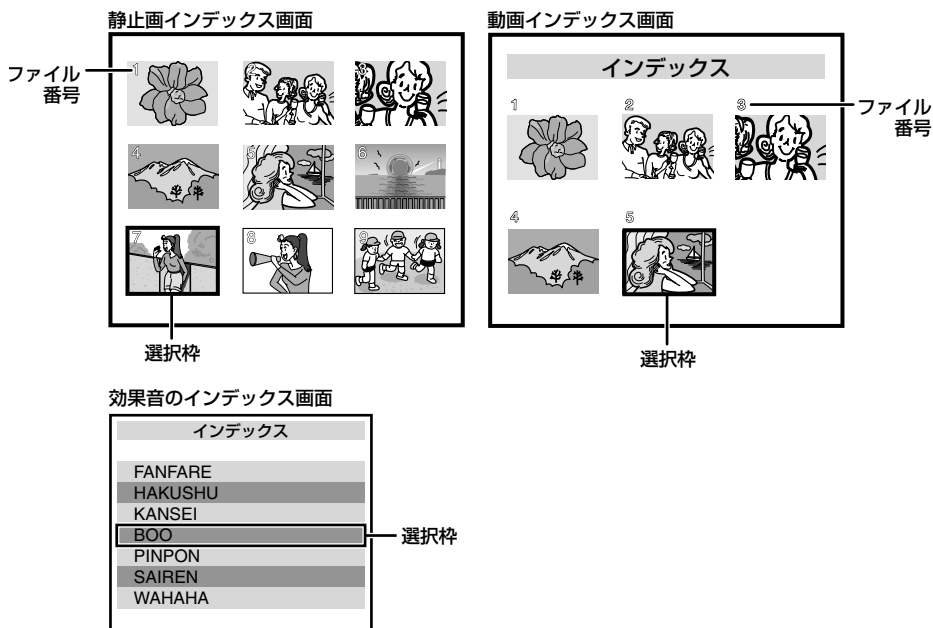 静止画インデックス画面
ファイル
番号
1
4
5
6
7
8
9
選択枠
動画インデックス画面
インデックス
1
2
3
ファイル
番号
4
5
選択枠
効果音のインデックス画面
インデックス
FANFARE
HAKUSHU
KANSEI
BOO
PINPON
SAIREN
WAHAHA
選択枠